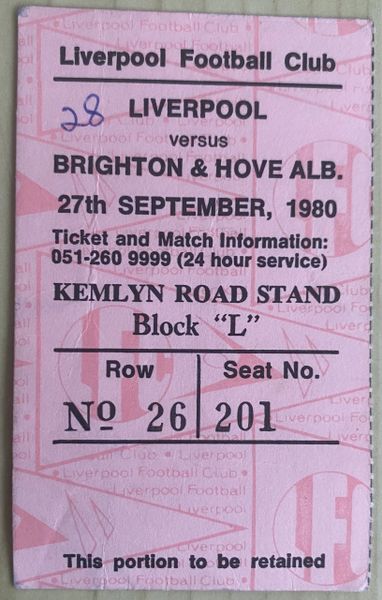 Liverpool Football Club
28
LIVERPOOL
versus
BRIGHTON & HOVE ALB.
27th SEPTEMBER, 1980
Ticket and Match Information:
051-260 9999 (24 hour service)
KEMLYN ROAD STAND
Block “L”
Row Seat No.
Nº 26 201
This portion to be retained